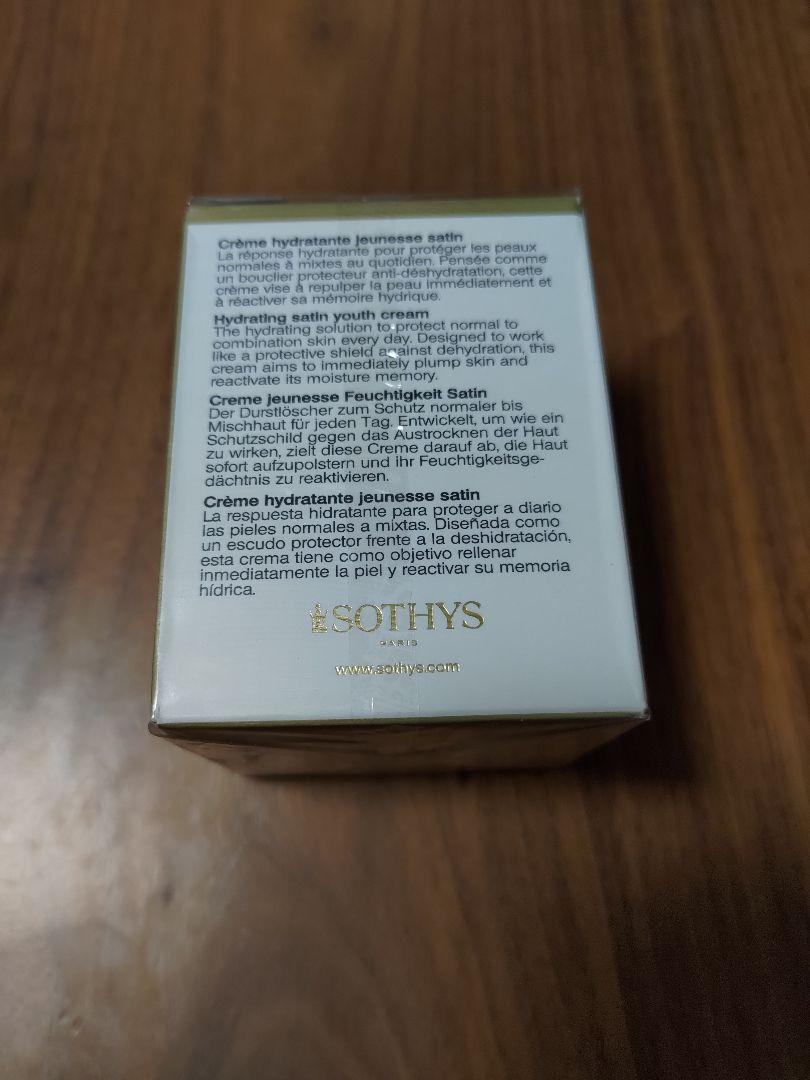 Crème hydratante jeunesse satin
La réponse hydratante pour protéger les peaux
normales à mixtes au quotidien. Pensée comme
un bouclier protecteur anti-déshydratation, cette
crème vise à repulper la peau immédiatement et
à réactiver sa mémoire hydrique.
Hydrating satin youth cream
The hydrating solution to protect normal to
combination skin every day. Designed to work
like a protective shield against dehydration, this
cream aims to immediately plump skin and
reactivate its moisture memory.
Creme jeunesse Feuchtigkeit Satin
Der Durstlöscher zum Schutz normaler bis
Mischhaut für jeden Tag. Entwickelt, um wie ein
Schutzschild gegen das Austrocknen der Haut
zu wirken, zielt diese Creme darauf ab, die Haut
sofort aufzupolstern und ihr Feuchtigkeitsge-
dächtnis zu reaktivieren.
Crème hydratante jeunesse satin
La respuesta hidratante para proteger a diario
las pieles normales a mixtas. Diseñada como
un escudo protector frente a la deshidratación,
esta crema tiene como objetivo rellenar
inmediatamente la piel y reactivar su memoria
hídrica.
SOTHYS
PARIS
www.sothys.com